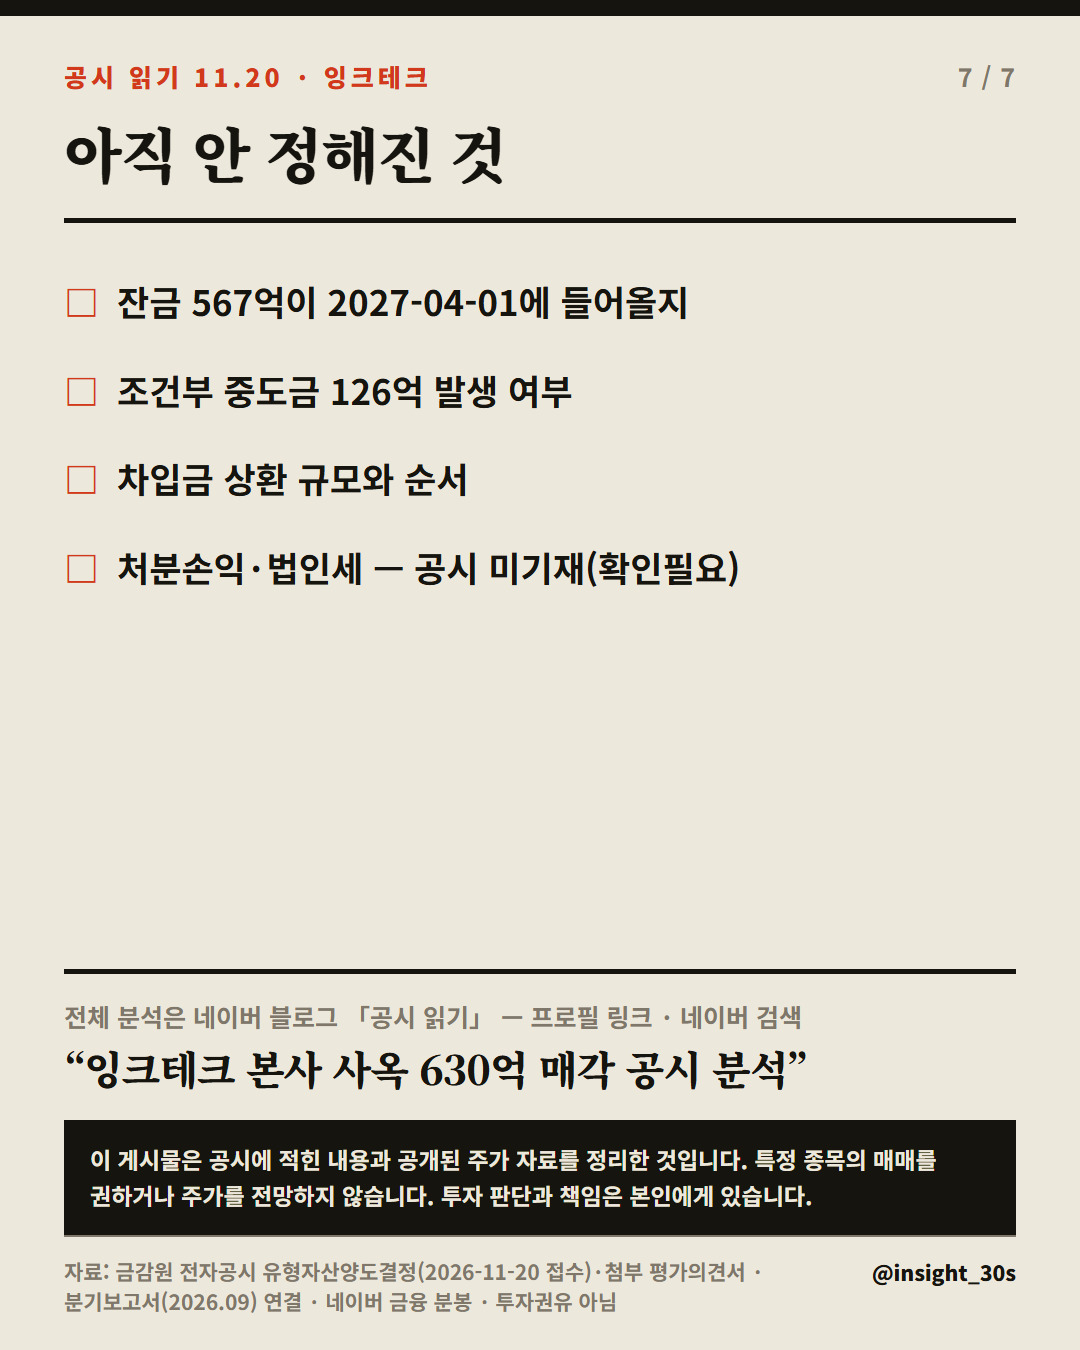 공시 읽기 11.20 · 잉크테크
7 / 7
아직 안 정해진 것
□ 잔금 567억이 2027-04-01에 들어올지
□ 조건부 중도금 126억 발생 여부
□ 차입금 상환 규모와 순서
□ 처분손익·법인세 — 공시 미기재(확인필요)
전체 분석은 네이버 블로그 「공시 읽기」 — 프로필 링크 · 네이버 검색
“잉크테크 본사 사옥 630억 매각 공시 분석”
이 게시물은 공시에 적힌 내용과 공개된 주가 자료를 정리한 것입니다. 특정 종목의 매매를
권하거나 주가를 전망하지 않습니다. 투자 판단과 책임은 본인에게 있습니다.
자료: 금감원 전자공시 유형자산양도결정(2026-11-20 접수)·첨부 평가의견서 ·
분기보고서(2026.09) 연결 · 네이버 금융 분봉 · 투자권유 아님
@insight_30s